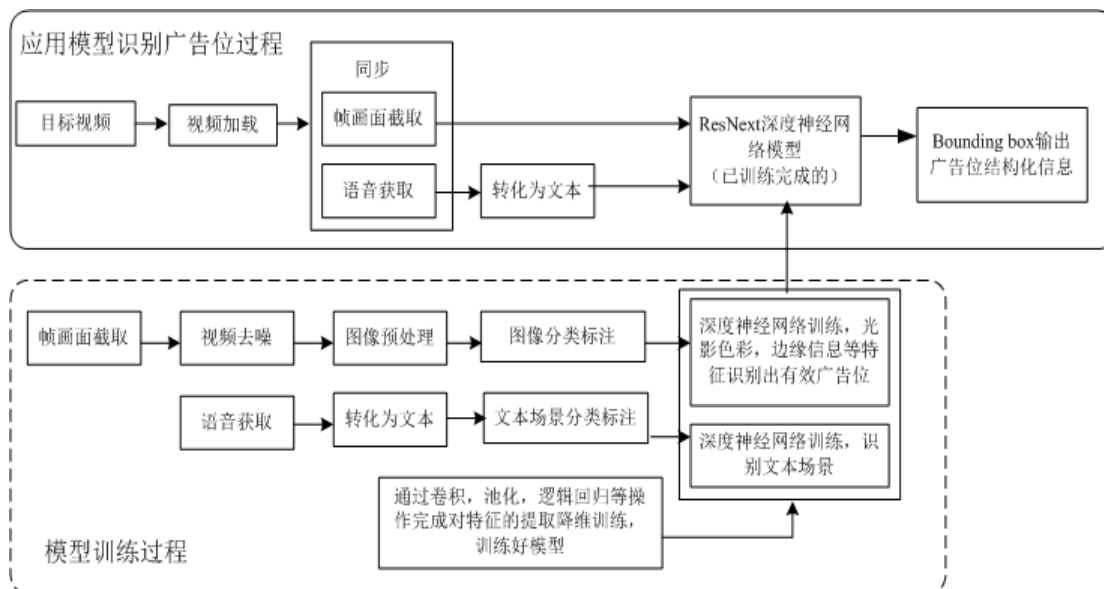 应用模型识别广告位过程
同步
目标视频
视频加载
帧画面截取
语音获取
转化为文本
ResNext深度神经网
络模型
（已训练完成的）
Bounding box输出
广告位结构化信息
帧画面截取
视频去噪
图像预处理
图像分类标注
深度神经网络训练，光
影色彩，边缘信息等特
征识别出有效广告位
语音获取
转化为文本
文本场景分类标注
深度神经网络训练，识
别文本场景
通过卷积，池化，逻辑回归等操
作完成对特征的提取降维训练，
训练好模型
模型训练过程